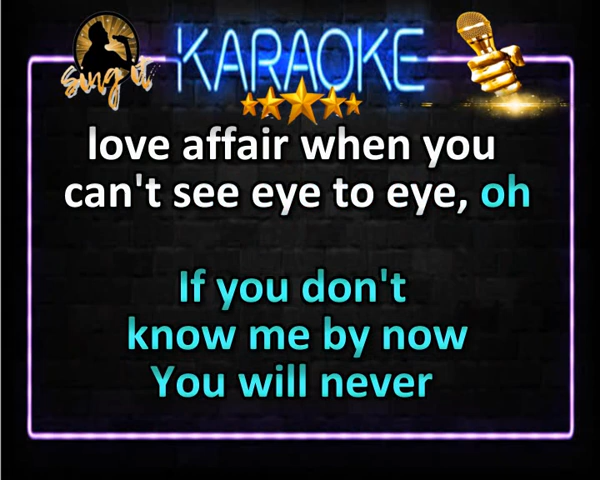 Sing it
KARAOKE
love affair when you
can't see eye to eye, oh
If you don't
know me by now
You will never